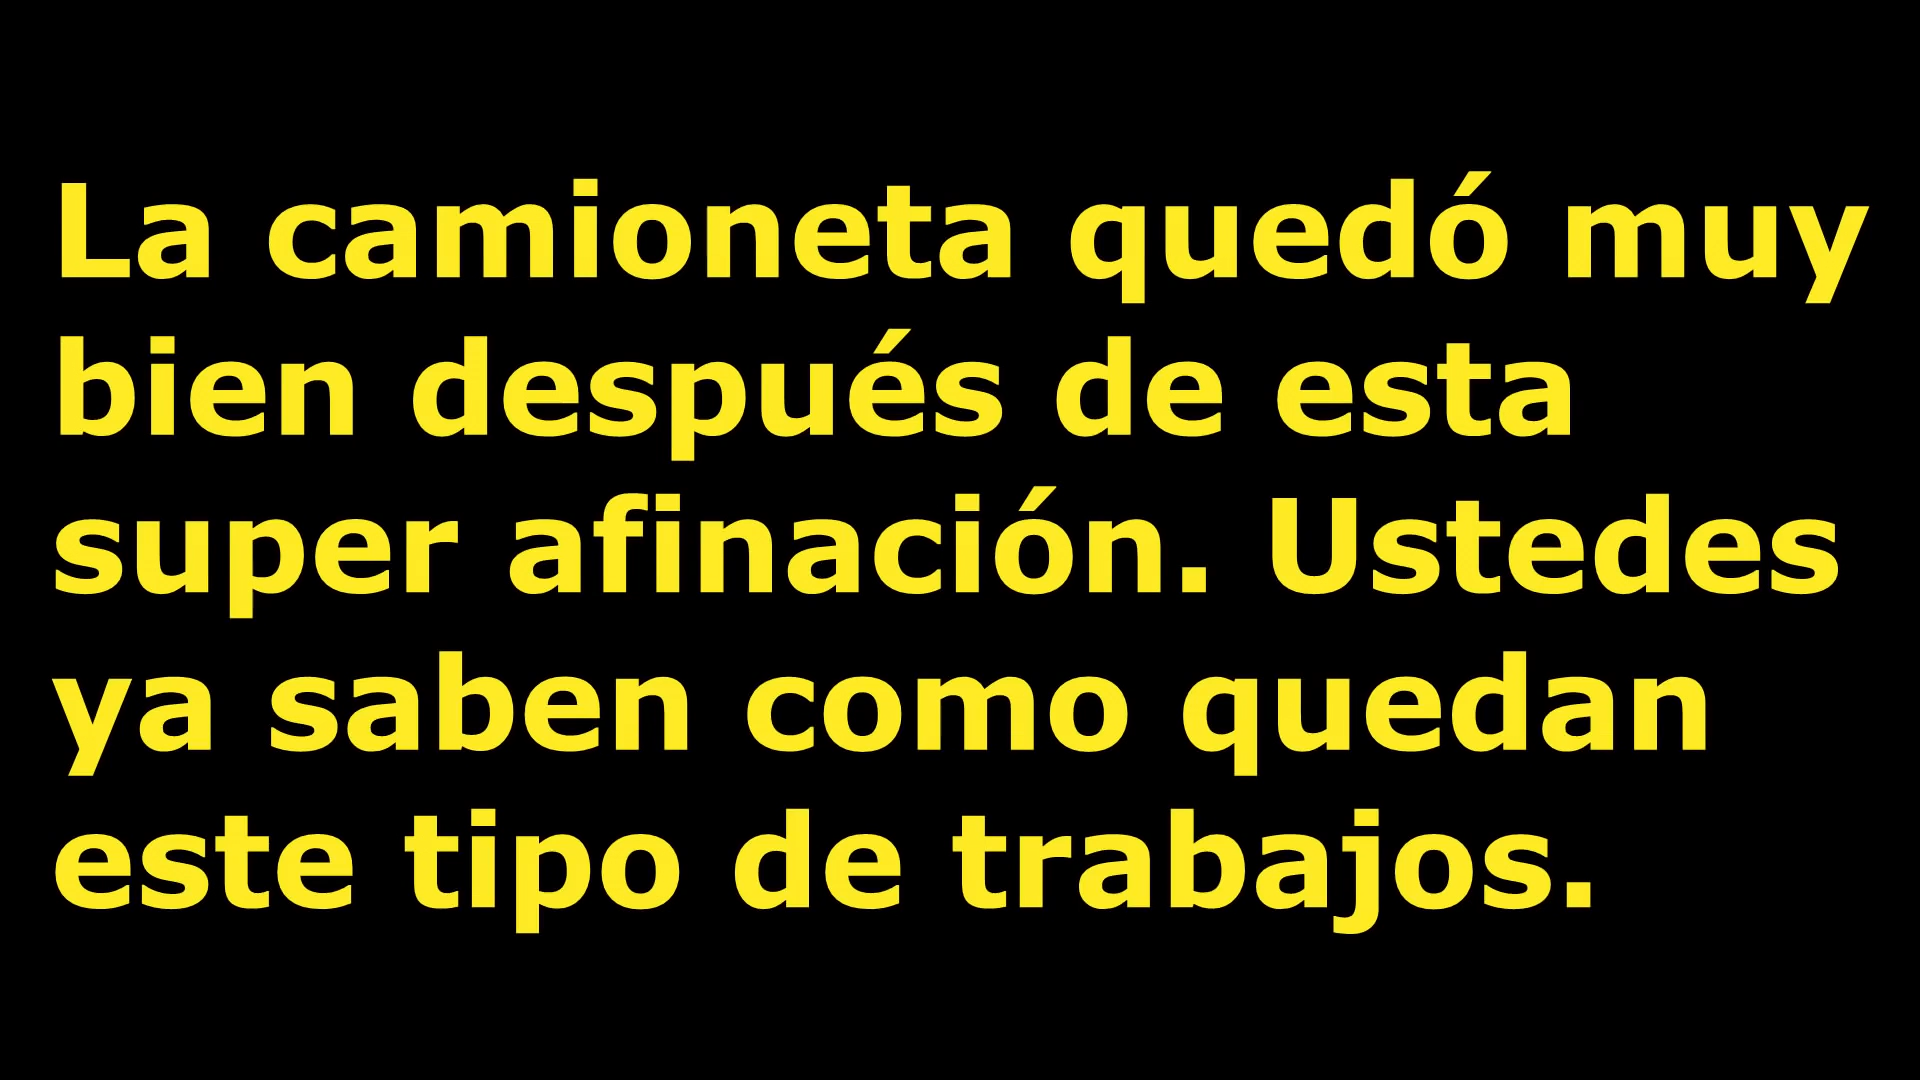 La camioneta quedó muy
bien después de esta
super afinación. Ustedes
ya saben como quedan
este tipo de trabajos.